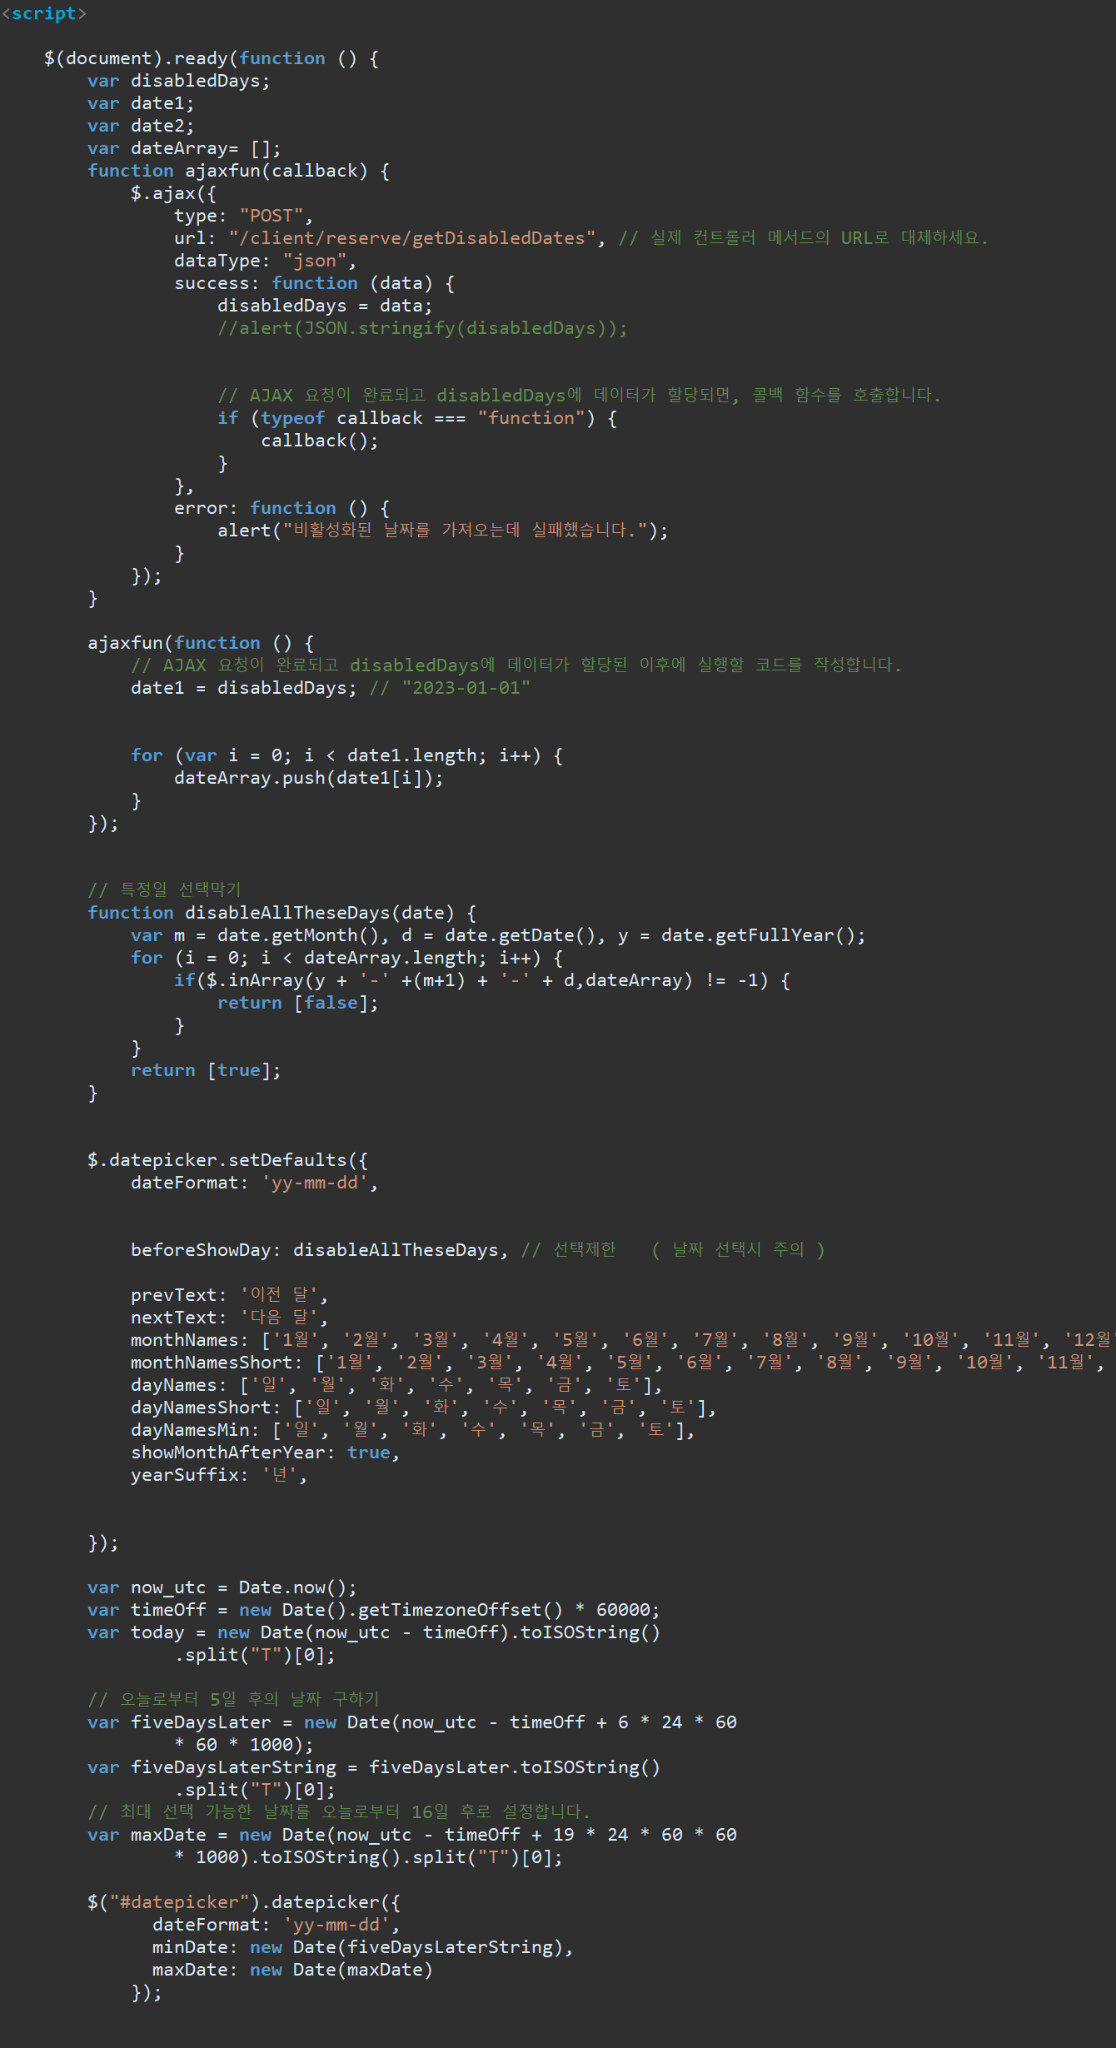 <script>
$(document).ready(function () {
var disabledDays;
var date1;
var date2;
var dateArray= [];
function ajaxfun(callback) {
$.ajax({
type: "POST",
url: "/client/reserve/getDisabledDates", // 실제 컨트롤러 메서드의 URL로 대체하세요.
dataType: "json",
success: function (data) {
disabledDays = data;
//alert(JSON.stringify(disabledDays));
// AJAX 요청이 완료되고 disabledDays에 데이터가 할당되면, 콜백 함수를 호출합니다.
if (typeof callback === "function") {
callback();
}
},
error: function () {
alert("비활성화된 날짜를 가져오는데 실패했습니다.");
}
});
}
ajaxfun(function () {
// AJAX 요청이 완료되고 disabledDays에 데이터가 할당된 이후에 실행할 코드를 작성합니다.
date1 = disabledDays; // "2023-01-01"
for (var i = 0; i < date1.length; i++) {
dateArray.push(date1[i]);
}
});
// 특정일 선택막기
function disableAllTheseDays(date) {
var m = date.getMonth(), d = date.getDate(), y = date.getFullYear();
for (i = 0; i < dateArray.length; i++) {
if($.inArray(y + '-' +(m+1) + '-' + d,dateArray) != -1) {
return [false];
}
}
return [true];
}
$.datepicker.setDefaults({
dateFormat: 'yy-mm-dd',
beforeShowDay: disableAllTheseDays, // 선택제한 ( 날짜 선택시 주의 )
prevText: '이전 달',
nextText: '다음 달',
monthNames: ['1월', '2월', '3월', '4월', '5월', '6월', '7월', '8월', '9월', '10월', '11월', '12월'
monthNamesShort: ['1월', '2월', '3월', '4월', '5월', '6월', '7월', '8월', '9월', '10월', '11월',
dayNames: ['일', '월', '화', '수', '목', '금', '토'],
dayNamesShort: ['일', '월', '화', '수', '목', '금', '토'],
dayNamesMin: ['일', '월', '화', '수', '목', '금', '토'],
showMonthAfterYear: true,
yearSuffix: '년',
});
var now_utc = Date.now();
var timeOff = new Date().getTimezoneOffset() * 60000;
var today = new Date(now_utc - timeOff).toISOString()
.split("T")[0];
// 오늘로부터 5일 후의 날짜 구하기
var fiveDaysLater = new Date(now_utc - timeOff + 6 * 24 * 60
* 60 * 1000);
var fiveDaysLaterString = fiveDaysLater.toISOString()
.split("T")[0];
// 최대 선택 가능한 날짜를 오늘로부터 16일 후로 설정합니다.
var maxDate = new Date(now_utc - timeOff + 19 * 24 * 60 * 60
* 1000).toISOString().split("T")[0];
$("#datepicker").datepicker({
dateFormat: 'yy-mm-dd',
minDate: new Date(fiveDaysLaterString),
maxDate: new Date(maxDate)
});